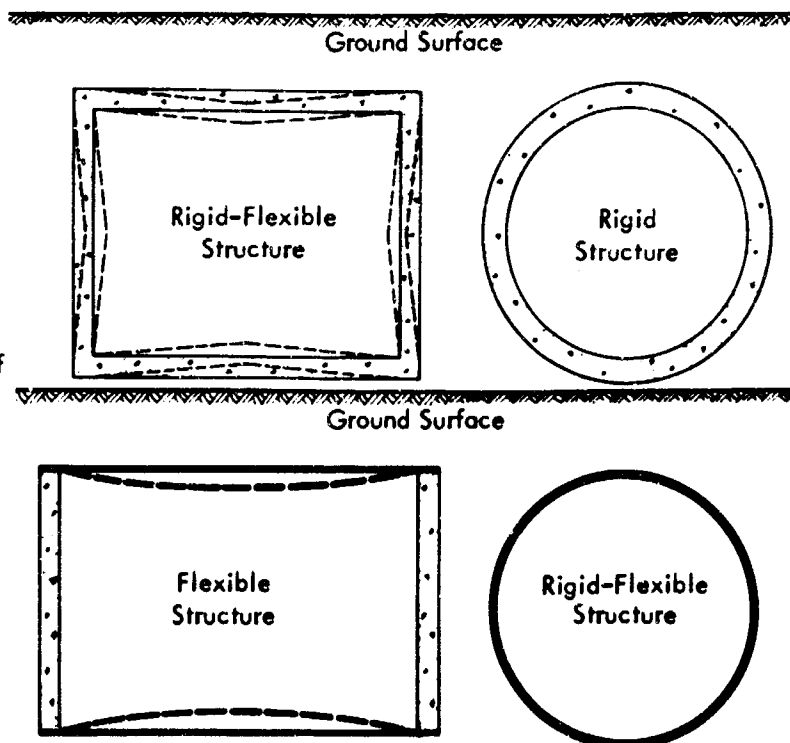 Ground Surface
Rigid-Flexible
Structure
Rigid
Structure
f
Ground Surface
Flexible
Structure
Rigid-Flexible
Structure